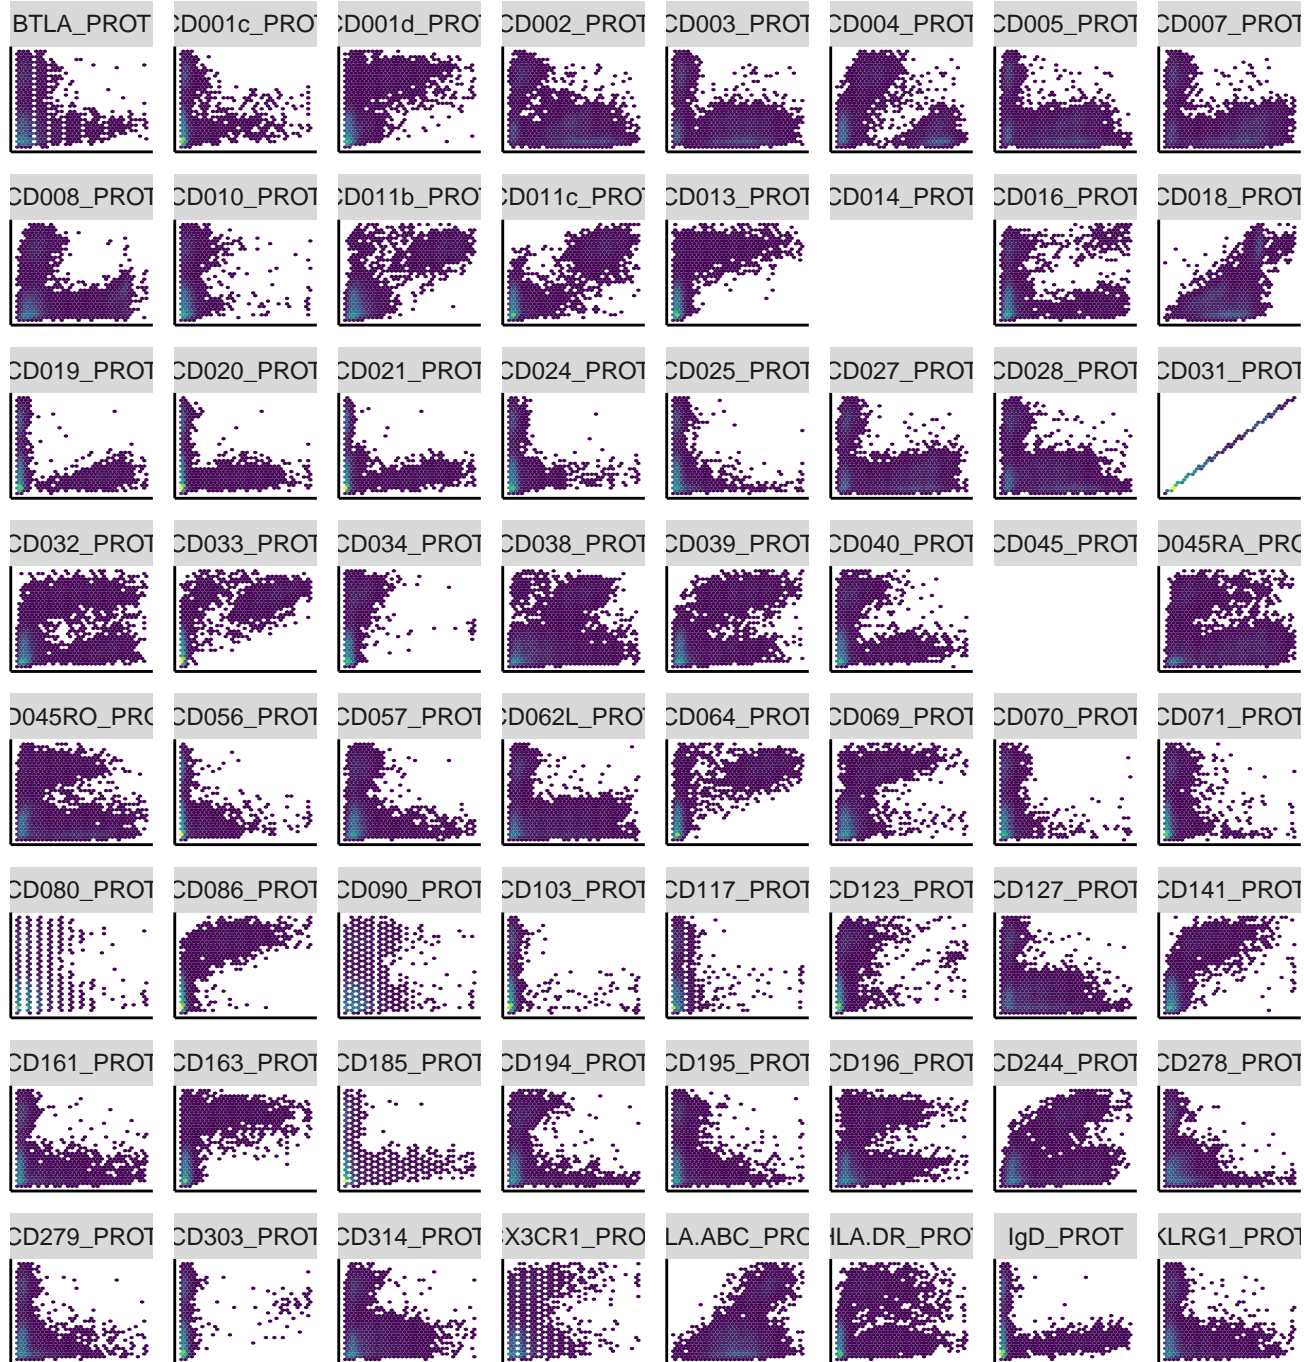 BTLA_PROT CD001c_PROT CD001d_PROT CD002_PROT CD003_PROT CD004_PROT CD005_PROT CD007_PROT
CD008_PROT CD010_PROT CD011b_PROT CD011c_PROT CD013_PROT CD014_PROT CD016_PROT CD018_PROT
CD019_PROT CD020_PROT CD021_PROT CD024_PROT CD025_PROT CD027_PROT CD028_PROT CD031_PROT
CD032_PROT CD033_PROT CD034_PROT CD038_PROT CD039_PROT CD040_PROT CD045_PROT D045RA_PRO
D045RO_PRO CD056_PROT CD057_PROT CD062L_PROT CD064_PROT CD069_PROT CD070_PROT CD071_PROT
CD080_PROT CD086_PROT CD090_PROT CD103_PROT CD117_PROT CD123_PROT CD127_PROT CD141_PROT
CD161_PROT CD163_PROT CD185_PROT CD194_PROT CD195_PROT CD196_PROT CD244_PROT CD278_PROT
CD279_PROT CD303_PROT CD314_PROT X3CR1_PRO LA.ABC_PRO HLA.DR_PROT IgD_PROT KLRG1_PROT